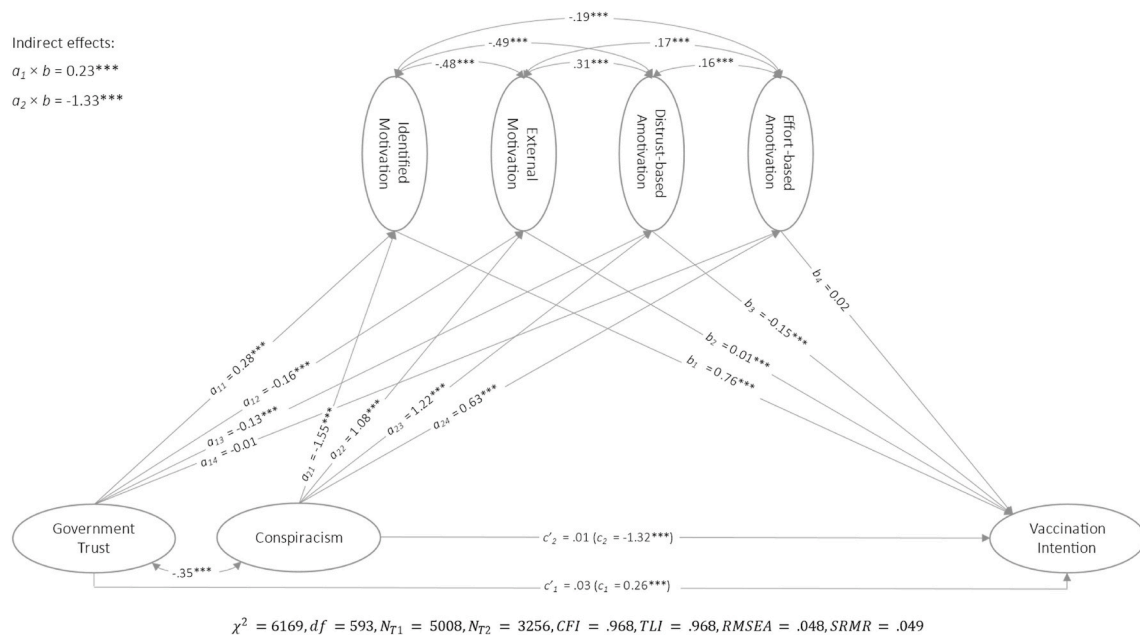 -.19***
Indirect effects:
-.49***
.17***
a₁ × b = 0.23***
-.48***
.31***
.16***
a₂ × b = -1.33***
Identified
Motivation
External
Motivation
Distrust-based
Amotivation
Effort -based
Amotivation
b₄ = 0.02
b₃ = -0.15***
b₂ = 0.01***
b₁ = 0.76***
a₁₁ = 0.28***
a₁₂ = -0.16***
a₁₃ = -0.13***
a₁₄ = -0.01
a₂₁ = -1.55***
a₂₂ = 1.08***
a₂₃ = 1.22***
a₂₄ = 0.63***
Government
Trust
Conspiracism
c'₂ = .01 (c₂ = -1.32***)
Vaccination
Intention
-.35***
c'₁ = .03 (c₁ = 0.26***)
χ² = 6169, df = 593, N_T1 = 5008, N_T2 = 3256, CFI = .968, TLI = .968, RMSEA = .048, SRMR = .049